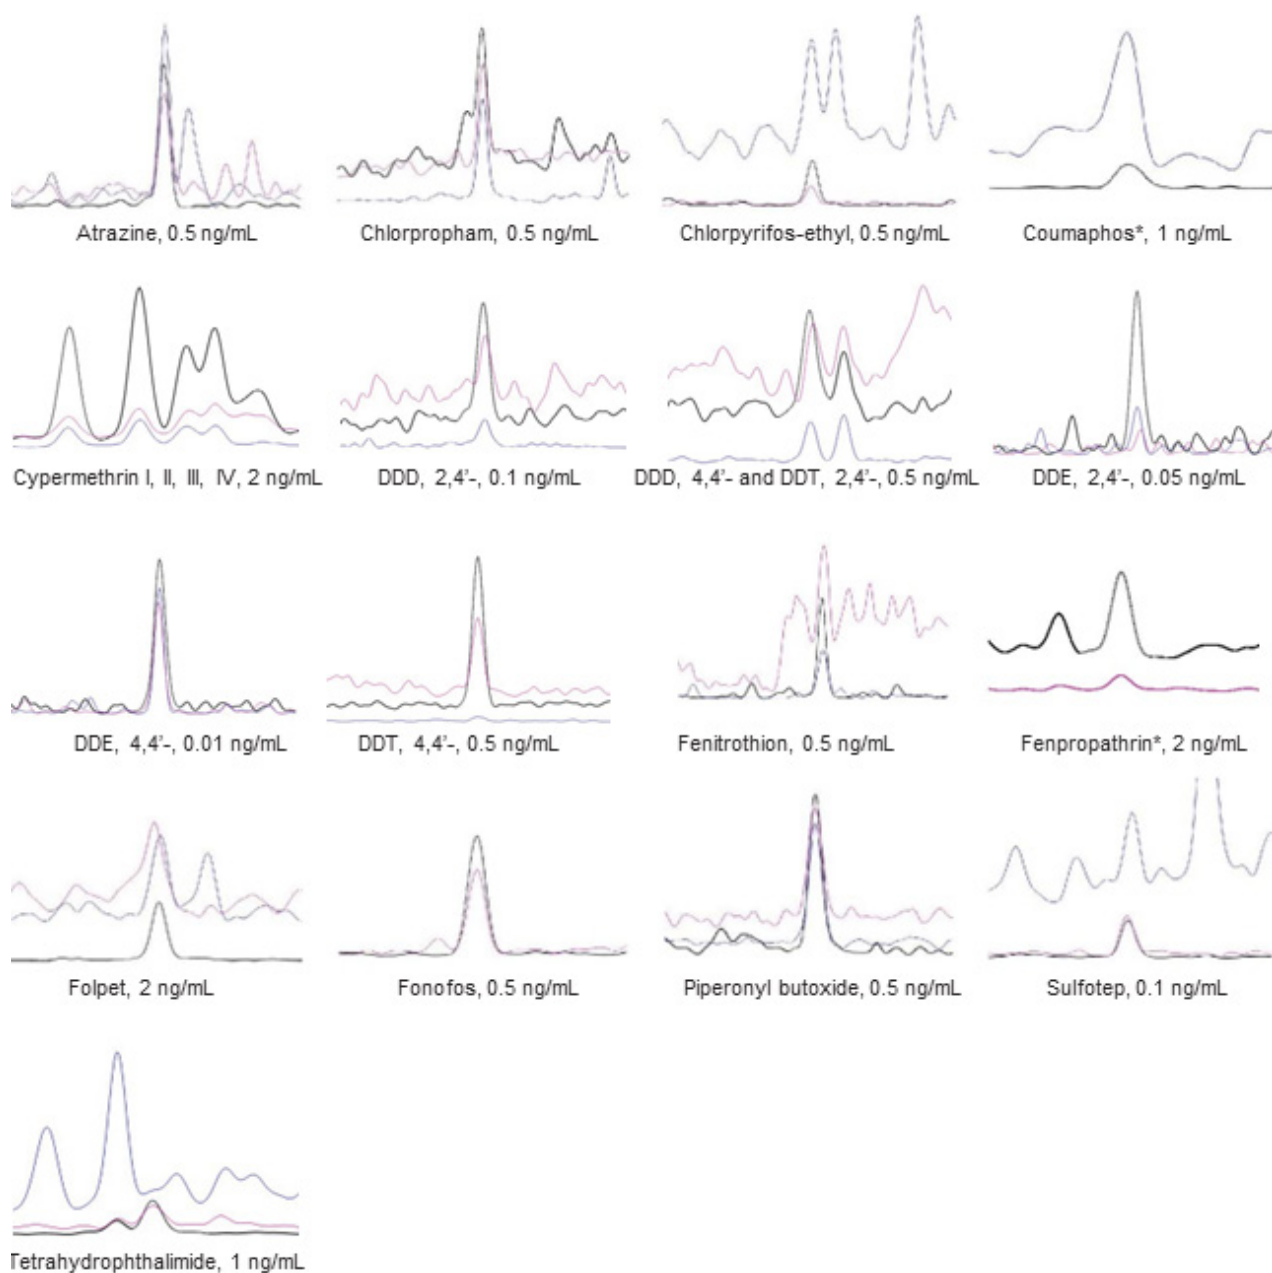 Atrazine, 0.5 ng/mL
Chlorpropham, 0.5 ng/mL
Chlorpyrifos-ethyl, 0.5 ng/mL
Coumaphos*, 1 ng/mL
Cypermethrin I, II, III, IV, 2 ng/mL
DDD, 2,4'-, 0.1 ng/mL
DDD, 4,4'- and DDT, 2,4'-, 0.5 ng/mL
DDE, 2,4'-, 0.05 ng/mL
DDE, 4,4'-, 0.01 ng/mL
DDT, 4,4'-, 0.5 ng/mL
Fenitrothion, 0.5 ng/mL
Fenpropathrin*, 2 ng/mL
Folpet, 2 ng/mL
Fonofos, 0.5 ng/mL
Piperonyl butoxide, 0.5 ng/mL
Sulfotep, 0.1 ng/mL
Tetrahydrophthalimide, 1 ng/mL